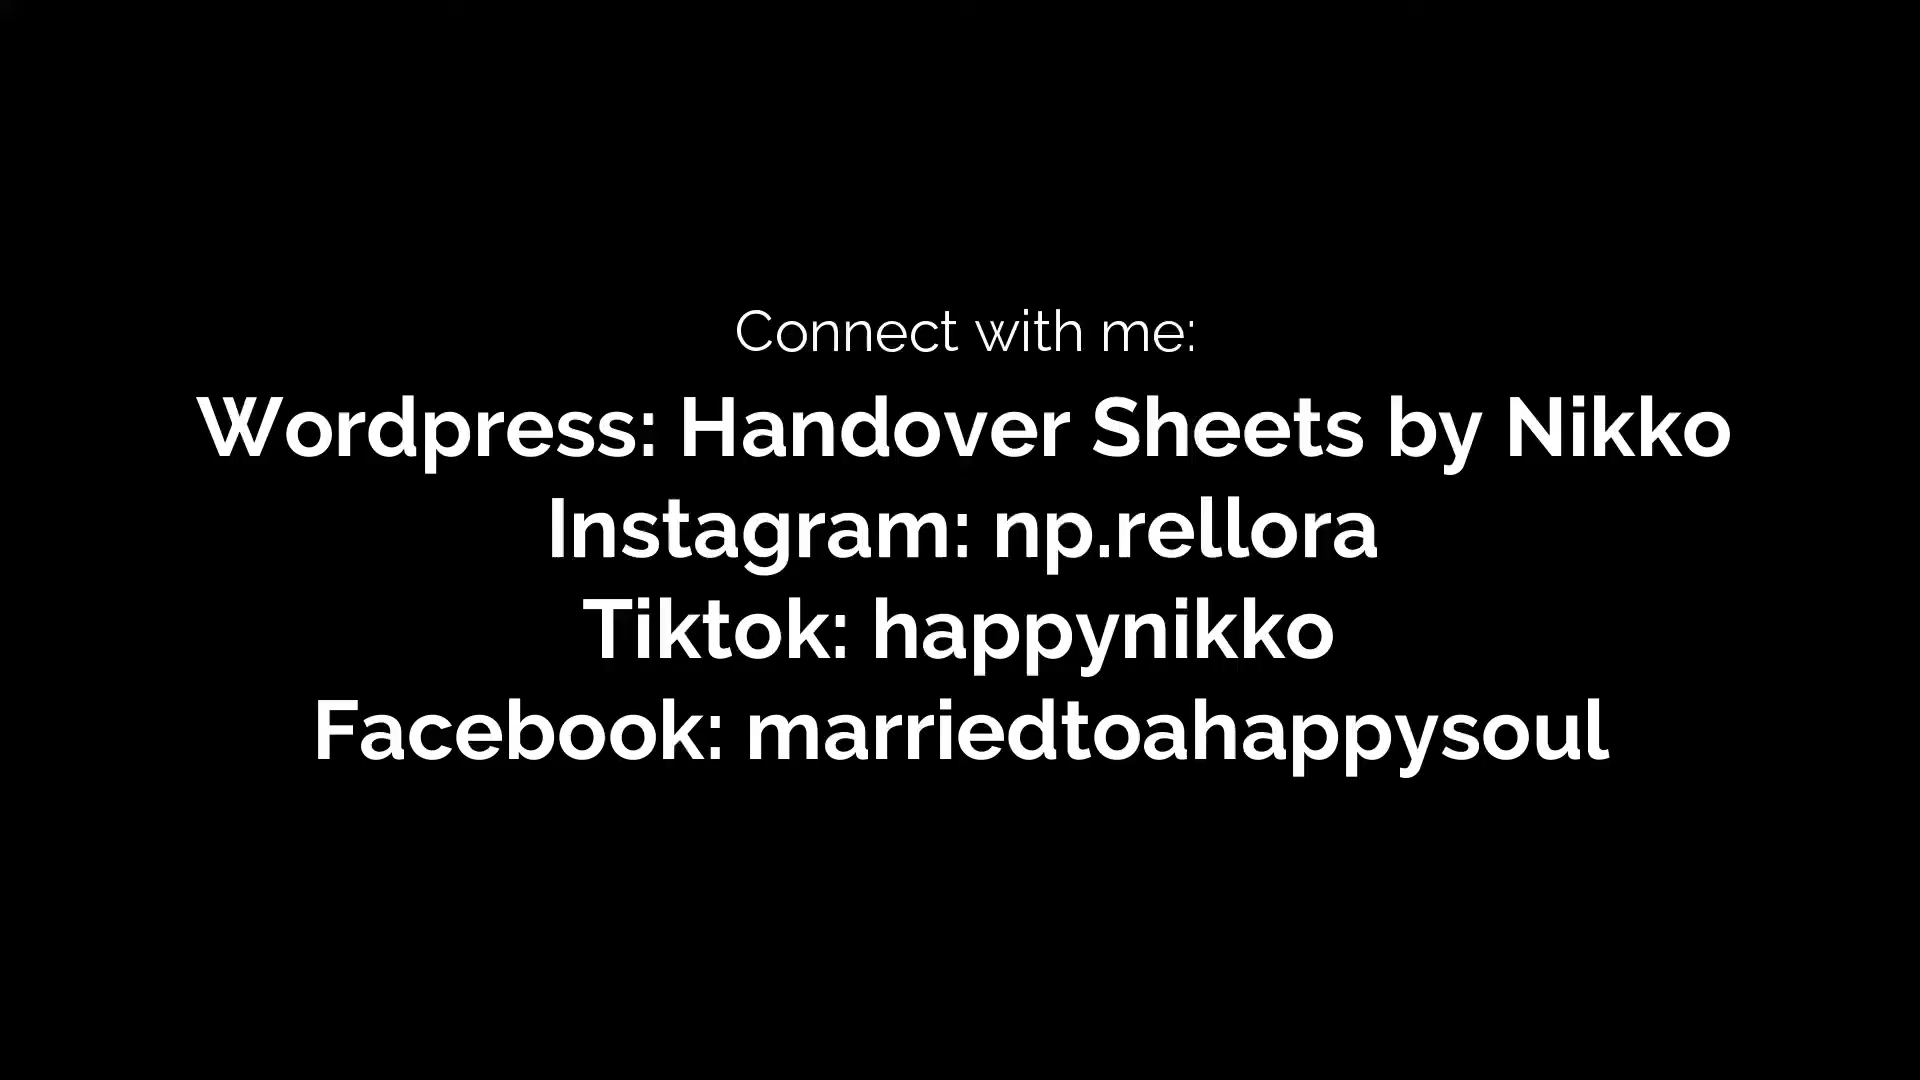 Connect with me:
Wordpress: Handover Sheets by Nikko
Instagram: np.rellora
Tiktok: happynikko
Facebook: marriedtoahappysoul